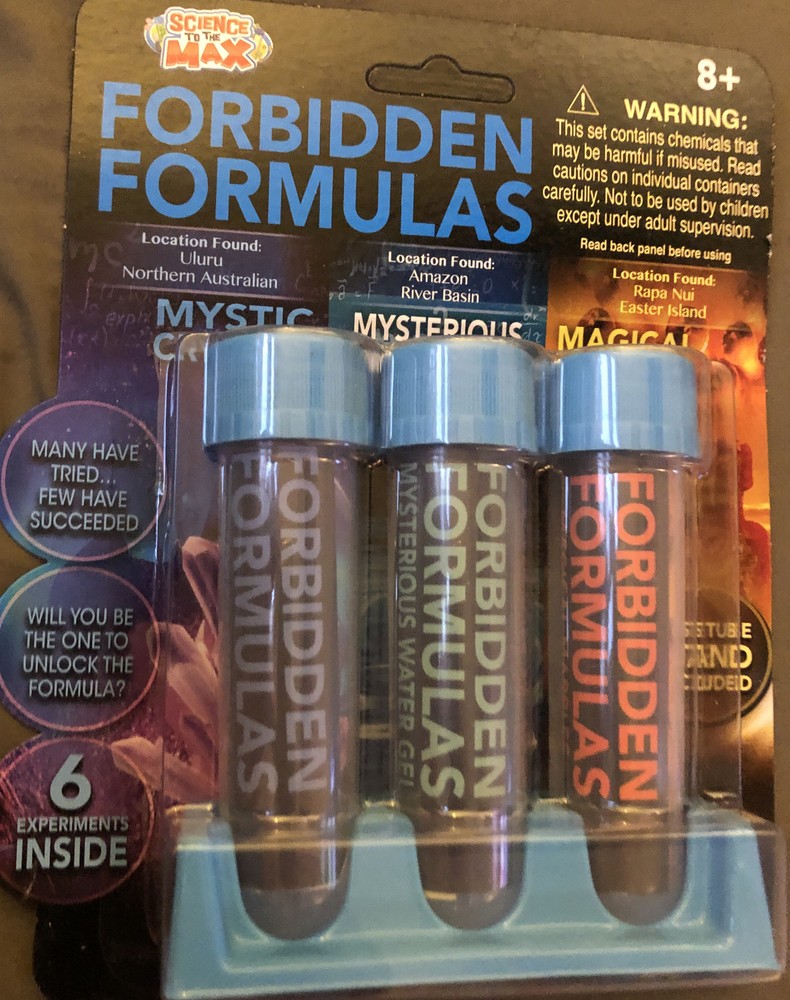 SCIENCE
TO THE
MAX
8+
FORBIDDEN
FORMULAS
WARNING:
This set contains chemicals that
may be harmful if misused. Read
cautions on individual containers
carefully. Not to be used by children
except under adult supervision.
Read back panel before using
Location Found:
Uluru
Northern Australian
MYSTIC
Location Found:
Amazon
River Basin
MYSTERIOUS
Location Found:
Rapa Nui
Easter Island
MAGICAL
MANY HAVE
TRIED...
FEW HAVE
SUCCEEDED
WILL YOU BE
THE ONE TO
UNLOCK THE
FORMULA?
6
EXPERIMENTS
INSIDE
FORBIDDEN
FORMULAS
FORBIDDEN
FORMULAS
MYSTERIOUS WATER GEL
FORBIDDEN
FORMULAS